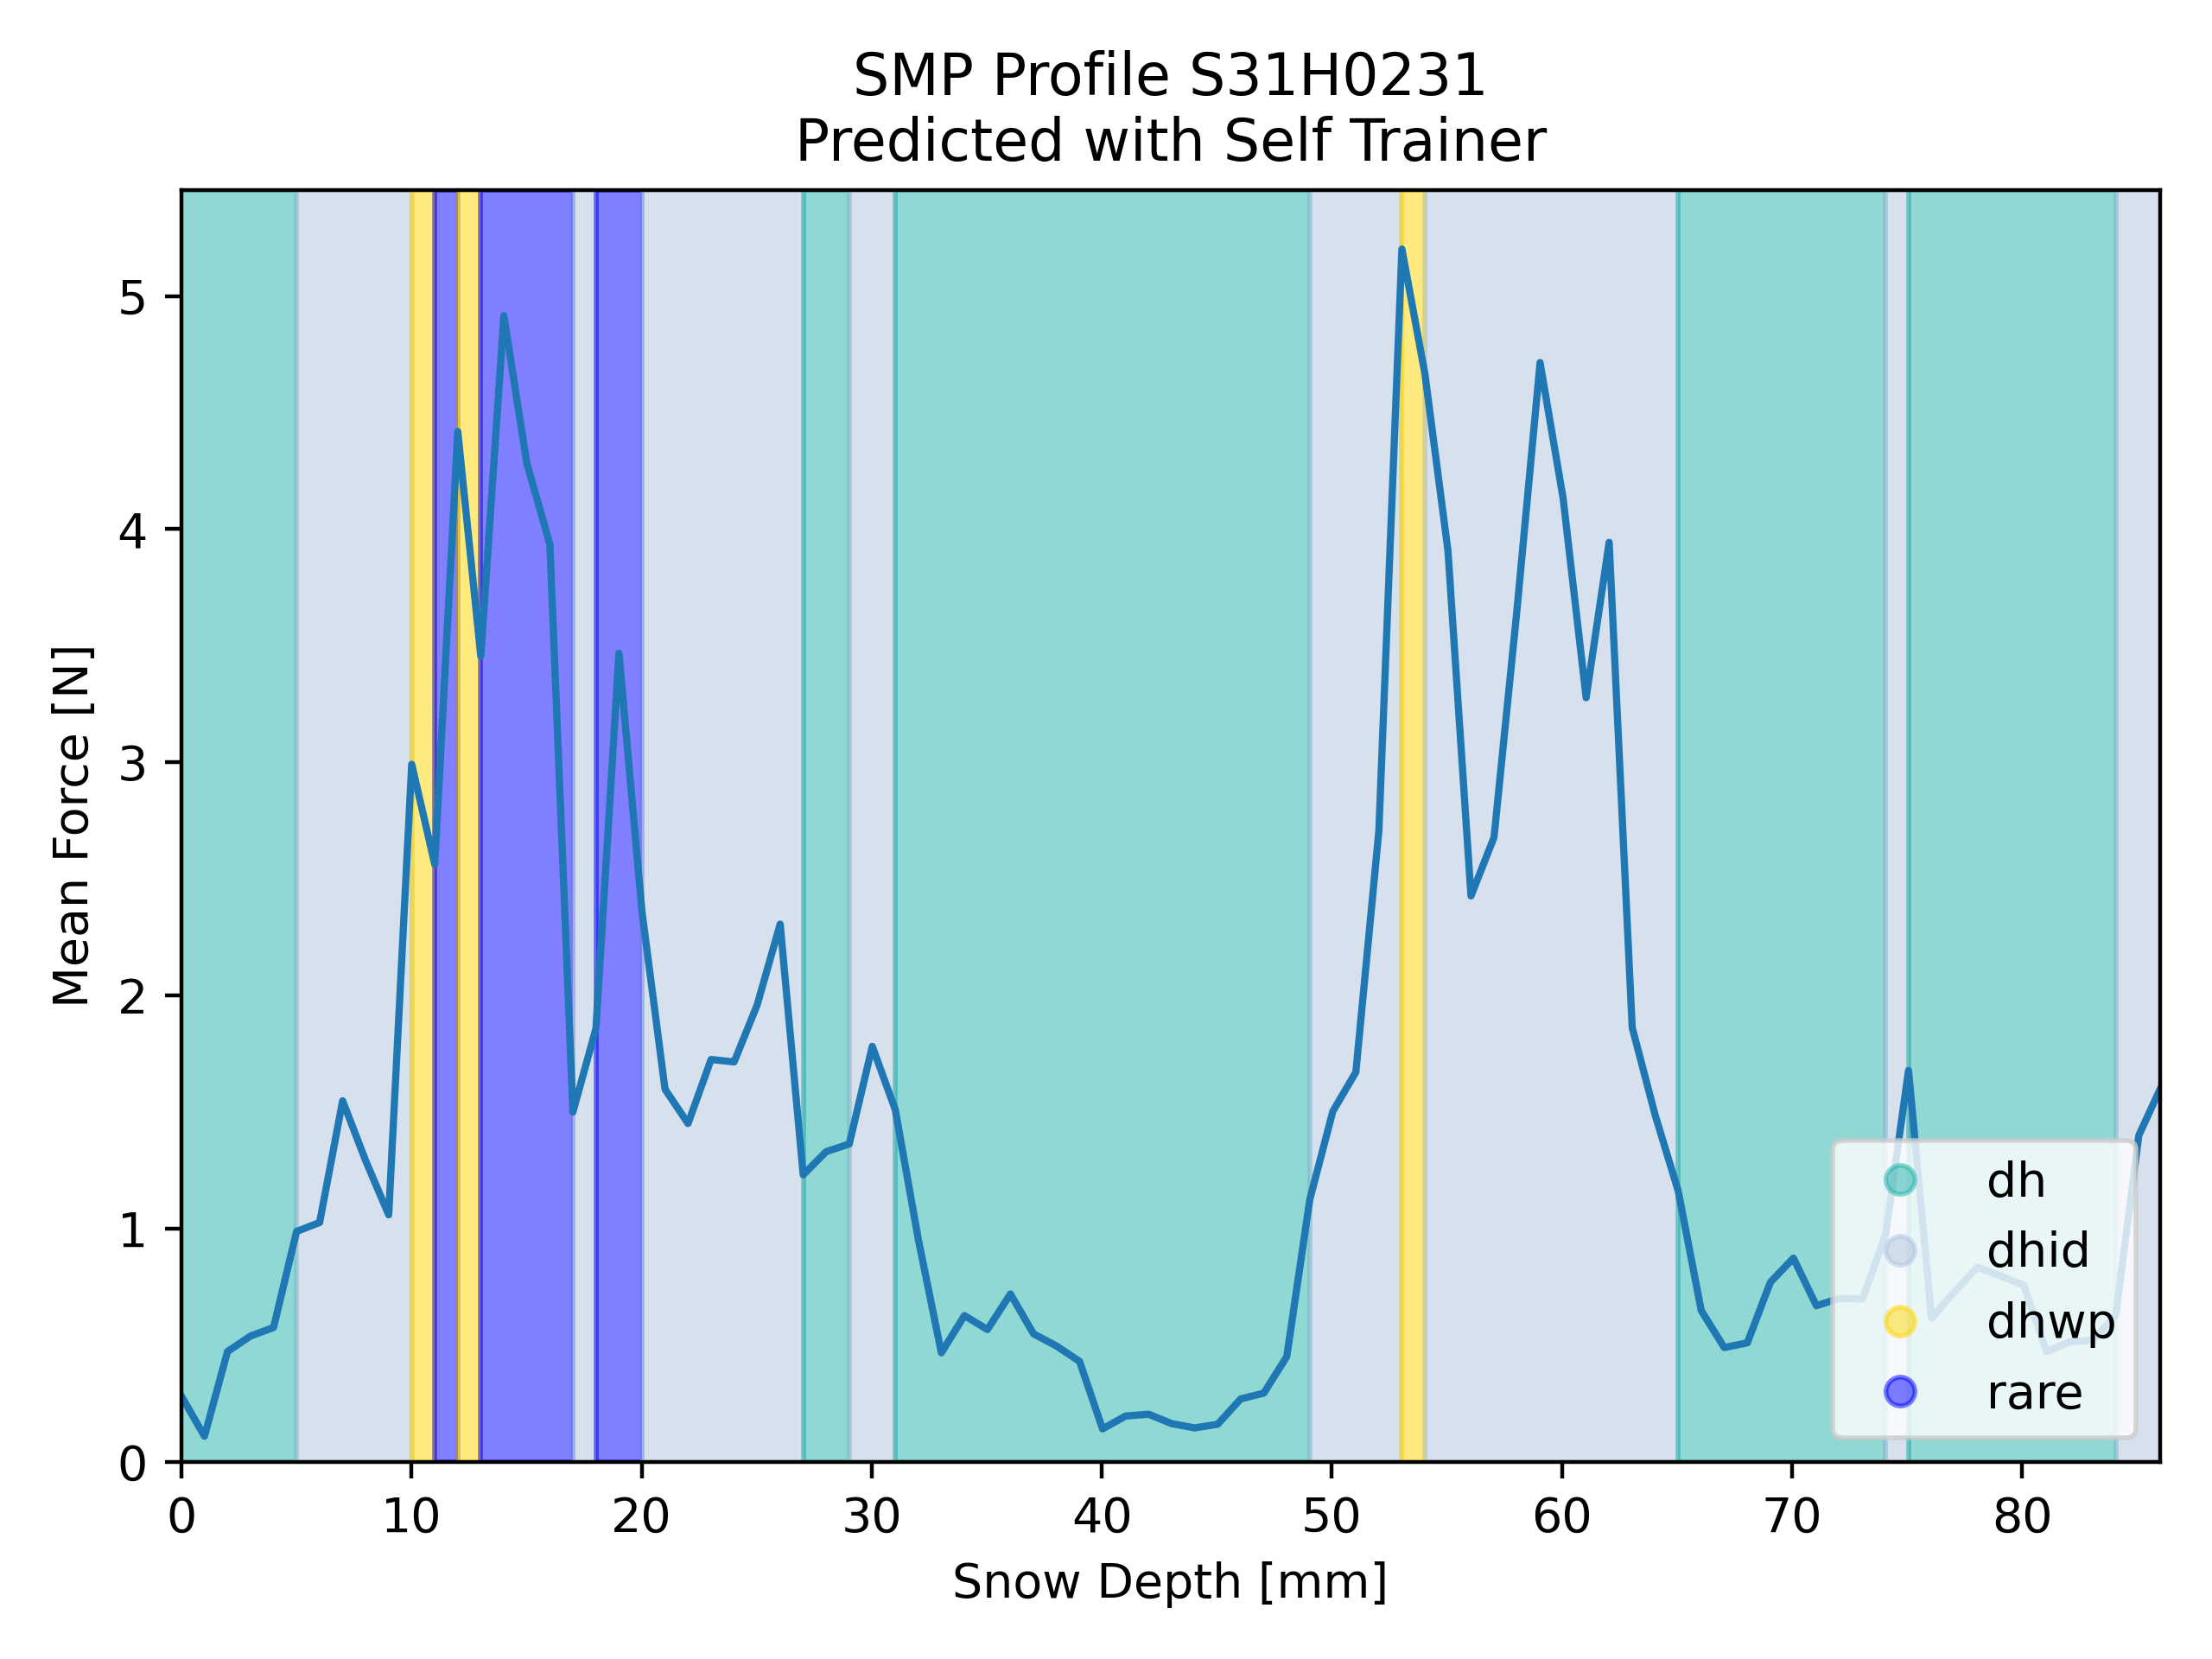 SMP Profile S31H0231
Predicted with Self Trainer
Mean Force [N]
5
4
3
2
1
0
0 10 20 30 40 50 60 70 80
Snow Depth [mm]
dh
dhid
dhwp
rare